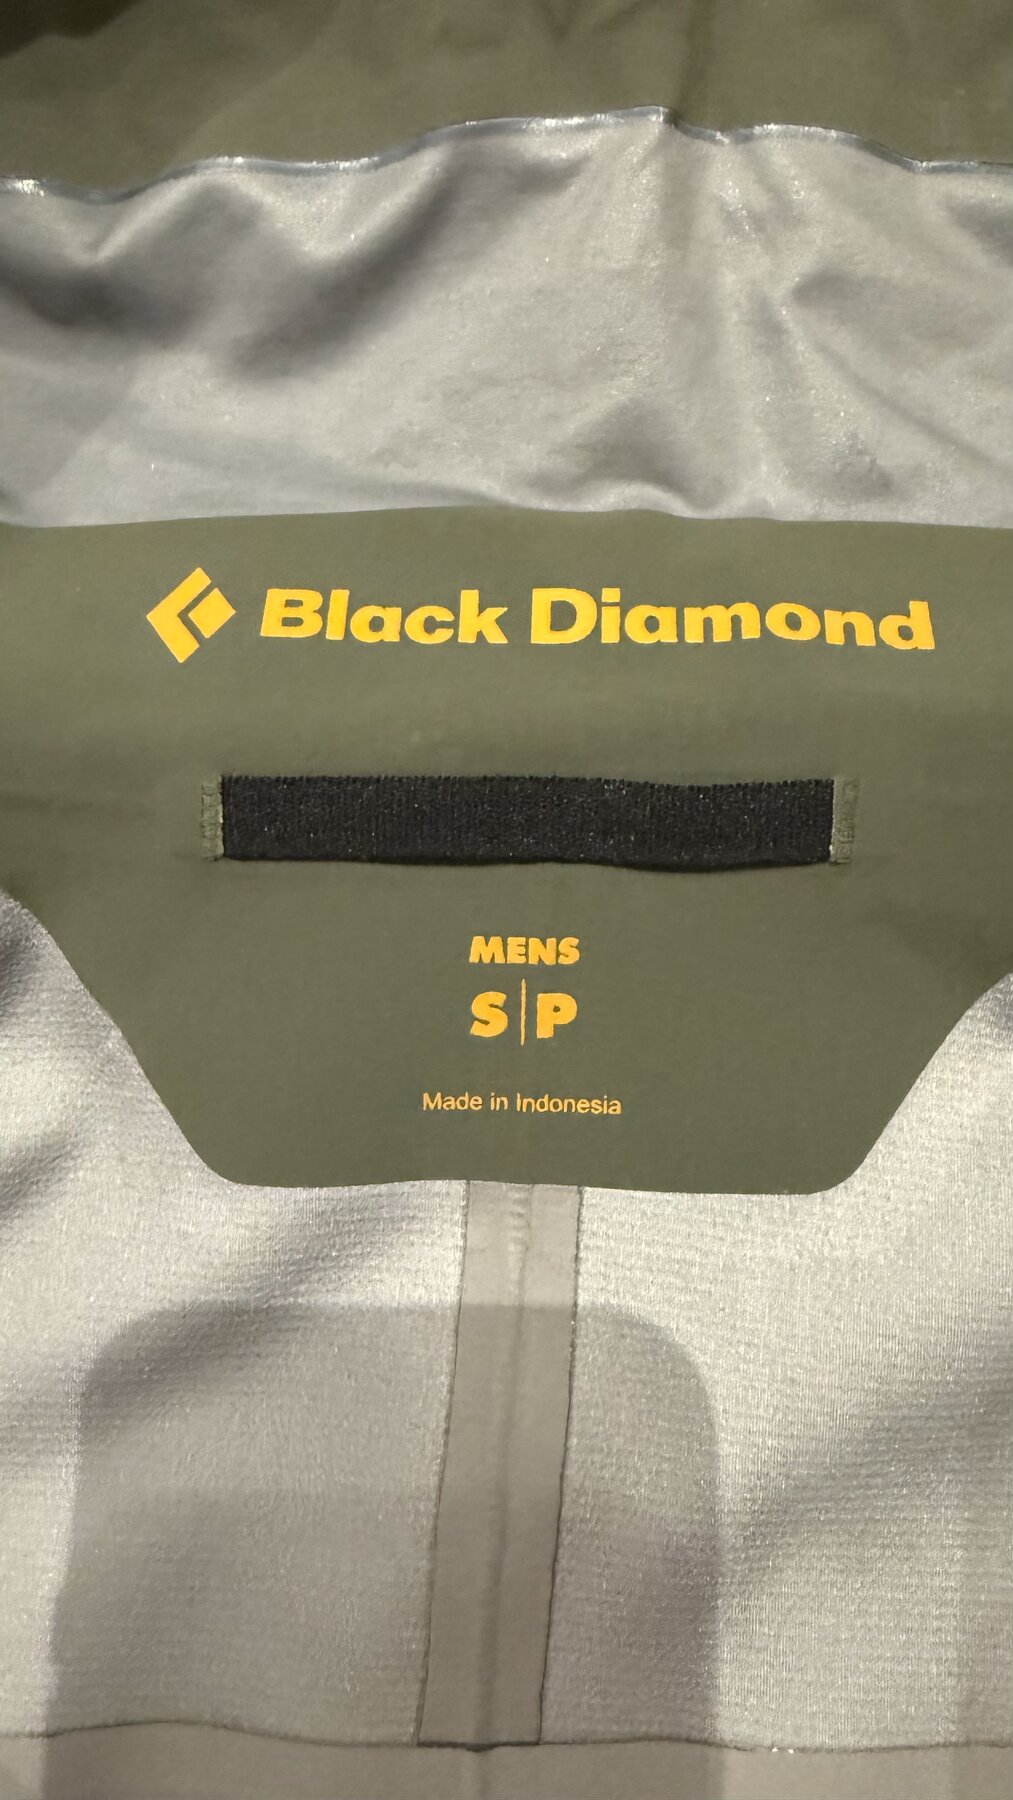 Black Diamond
MENS
S|P
Made in Indonesia